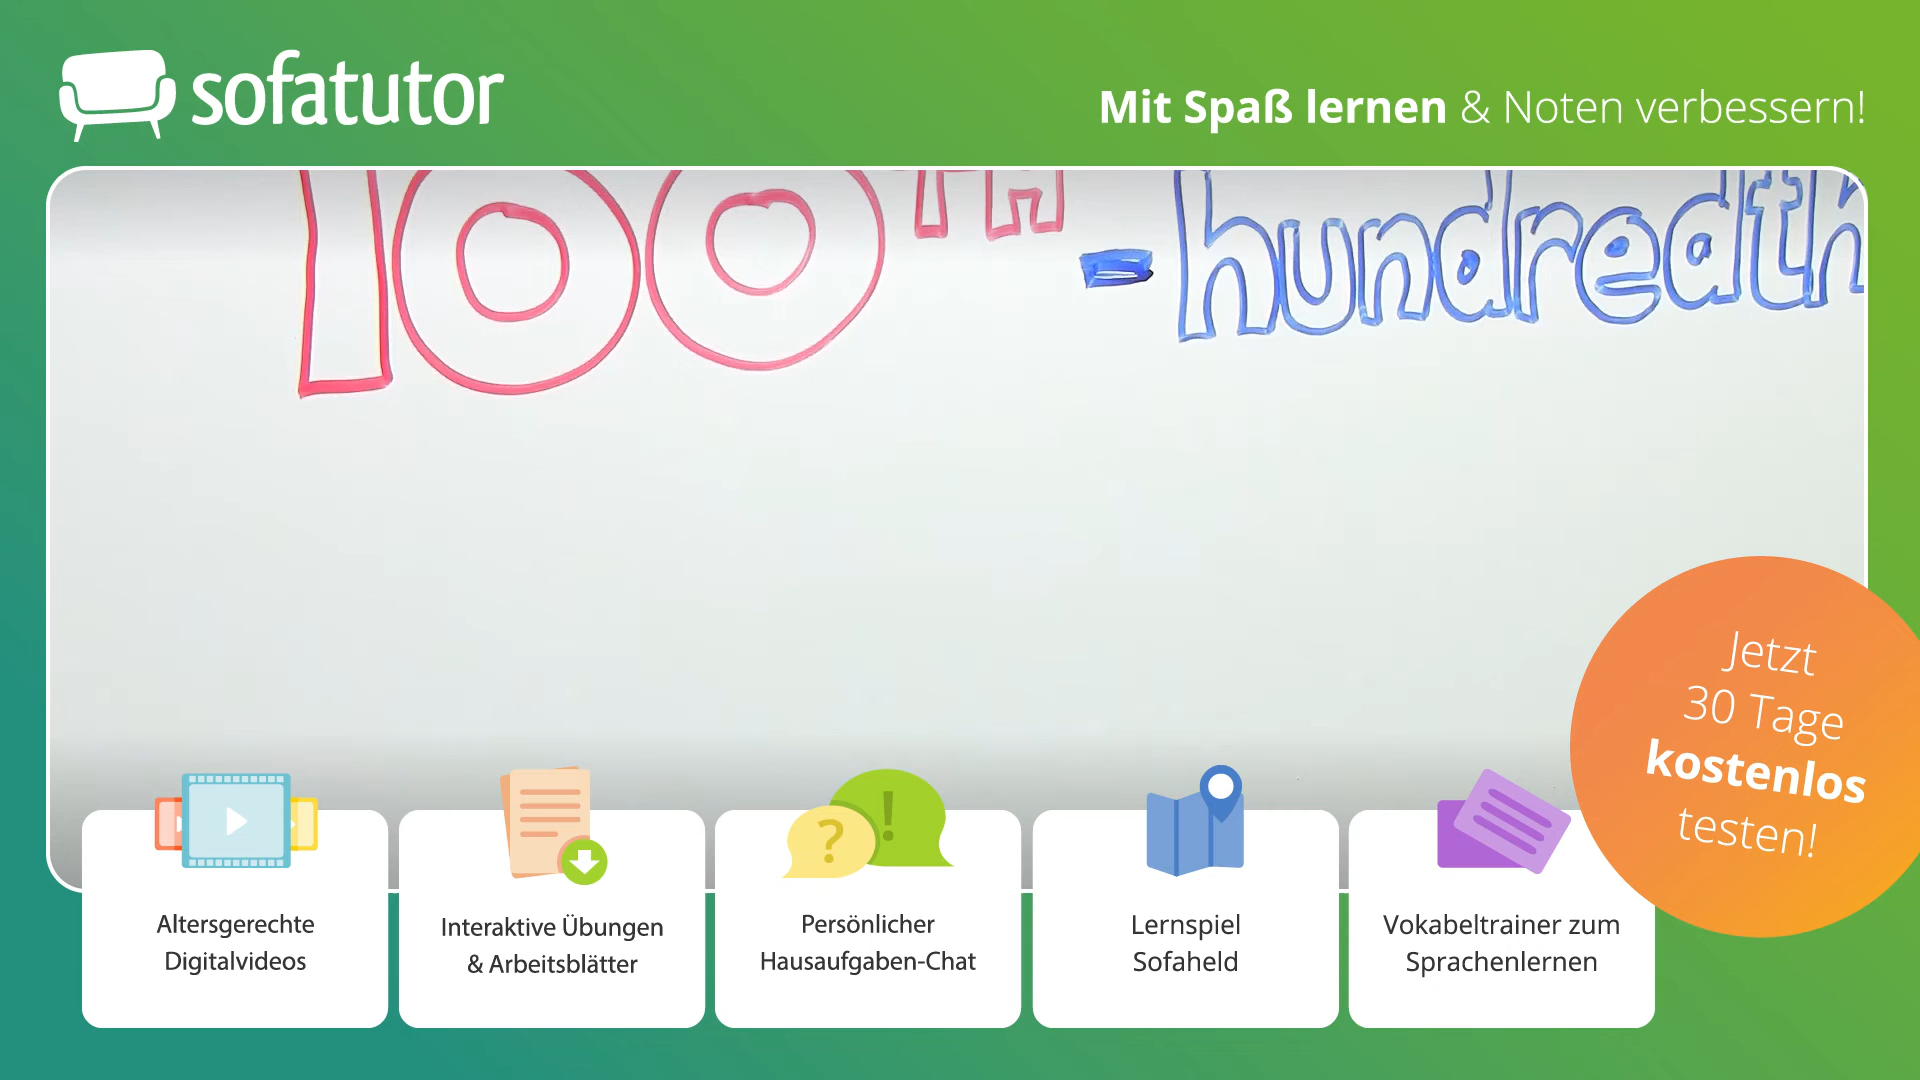 sofatutor
Mit Spaß lernen & Noten verbessern!
100TH - hundredth
Jetzt
30 Tage
kostenlos
testen!
? !
Altersgerechte
Digitalvideos
Interaktive Übungen
& Arbeitsblätter
Persönlicher
Hausaufgaben-Chat
Lernspiel
Sofaheld
Vokabeltrainer zum
Sprachenlernen